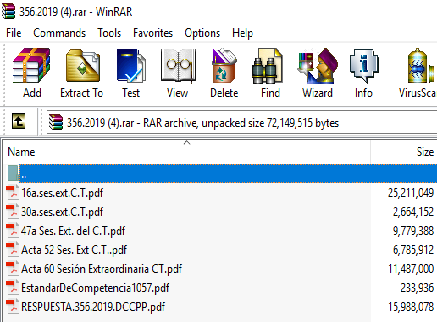 356.2019 (4).rar - WinRAR
File Commands Tools Favorites Options Help
Add Extract To Test View Delete Find Wizard Info VirusScan
356.2019 (4).rar - RAR archive, unpacked size 72,149,515 bytes
Name Size
..
16a.ses.ext.C.T.pdf 25,211,049
30a.ses.ext.C.T.pdf 2,664,152
47a Ses. Ext. del C.T.pdf 9,779,388
Acta 52 Ses. Ext C.T..pdf 6,785,912
Acta 60 Sesión Extraordinaria CT.pdf 11,487,000
EstandarDeCompetencia1057.pdf 233,936
RESPUESTA.356.2019.DCCPP.pdf 15,988,078